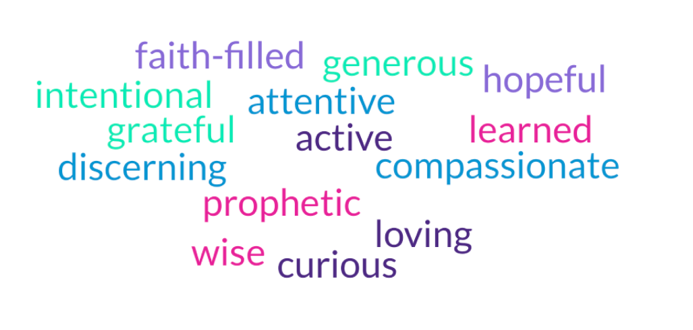 faith-filled generous hopeful
intentional attentive
grateful active learned
discerning compassionate
prophetic
loving
wise curious